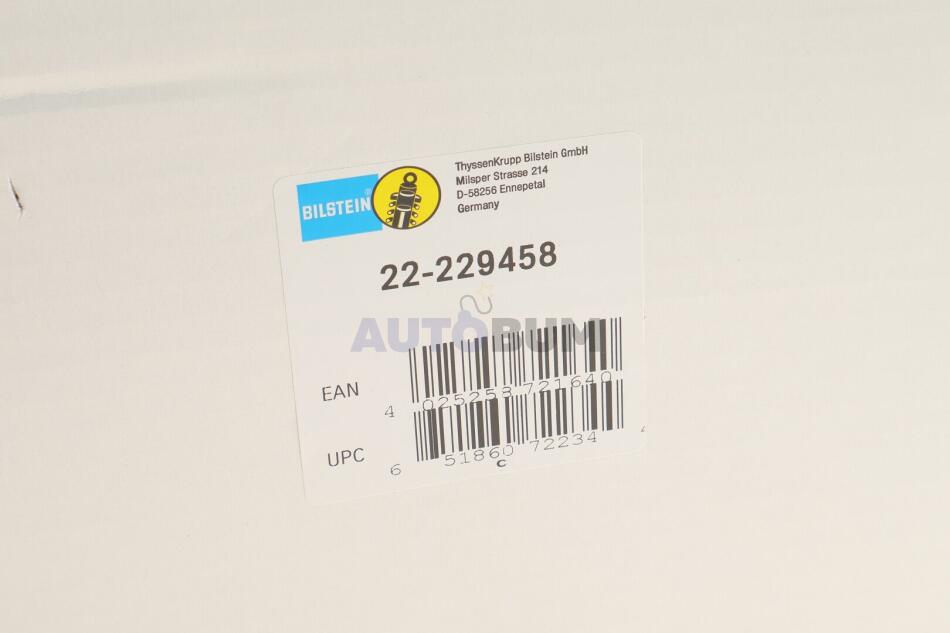 ThyssenKrupp Bilstein GmbH
Milsper Strasse 214
D-58256 Ennepetal
Germany
BILSTEIN®
22-229458
AUTOBUM
EAN
4 025258 721640
UPC
6 51860 72234
C